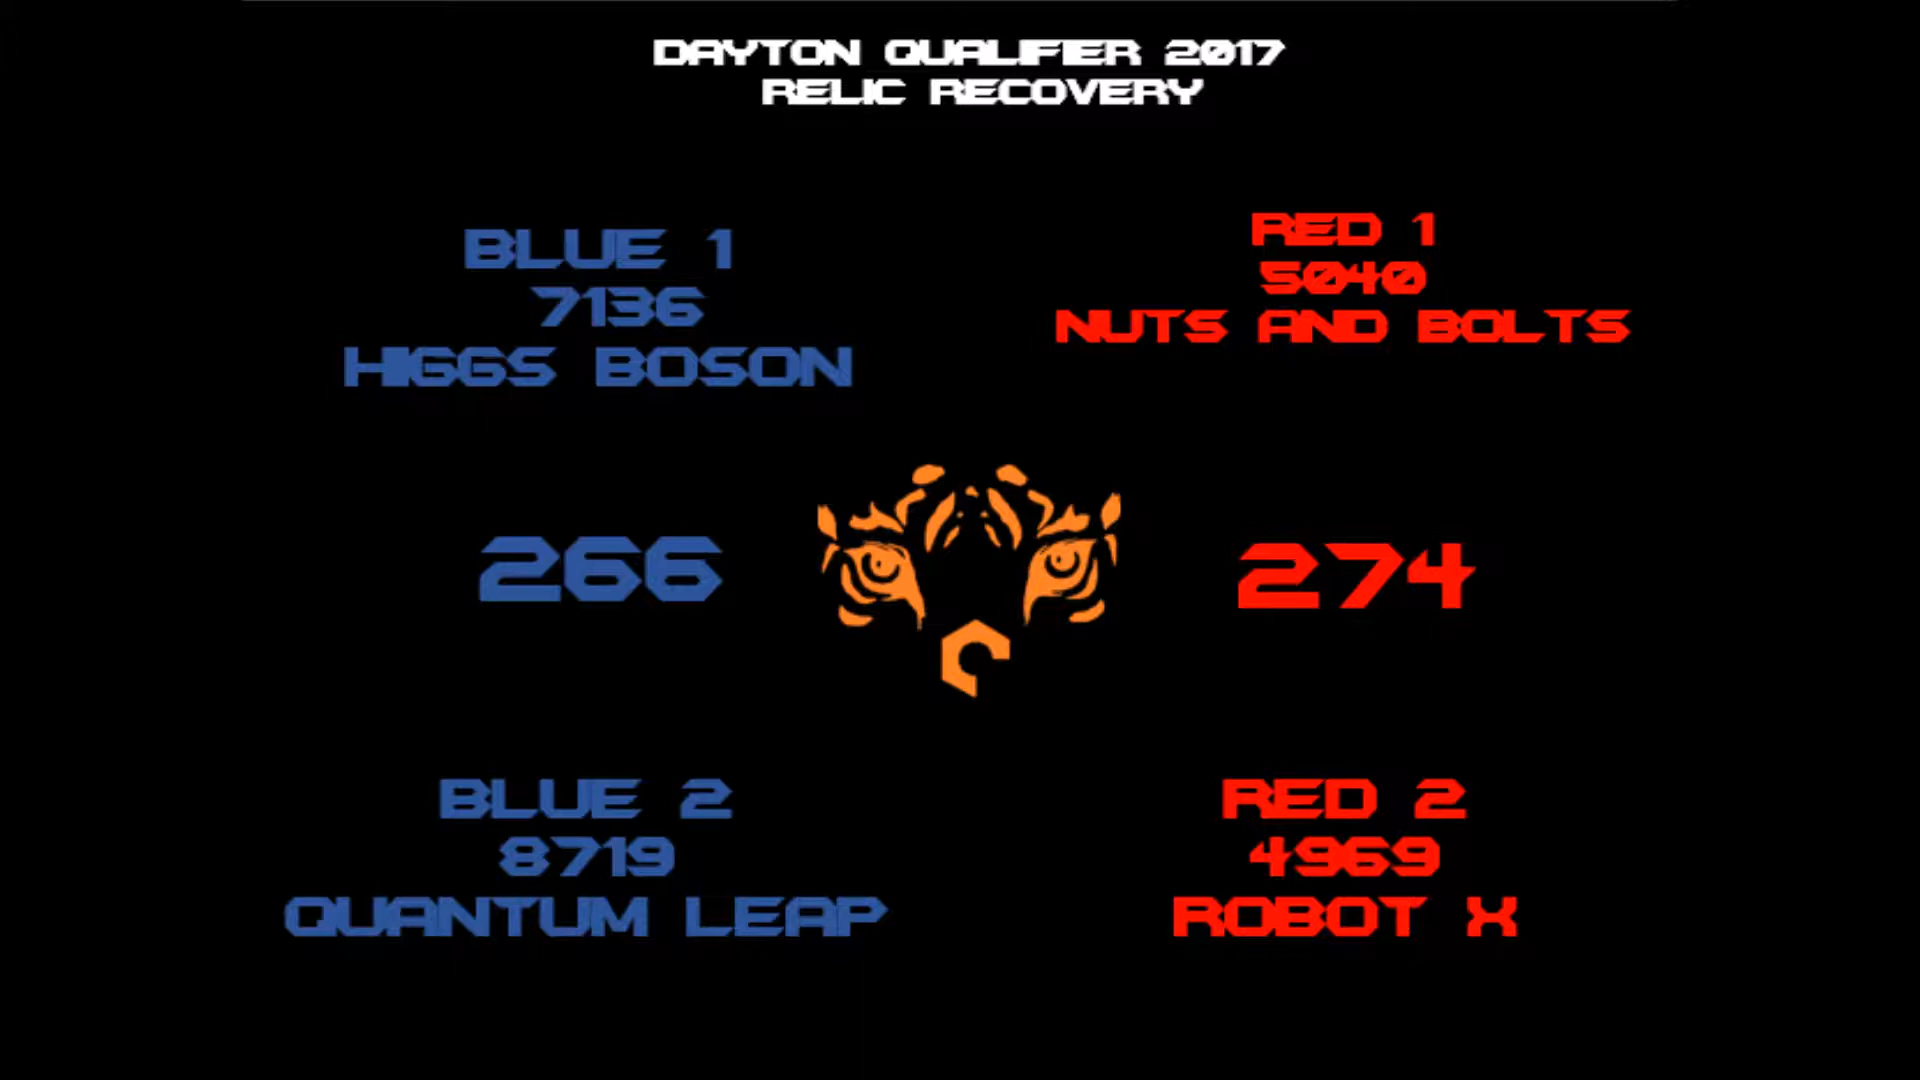 DAYTON QUALIFIER 2017
RELIC RECOVERY
BLUE 1
7136
HIGGS BOSON
RED 1
5040
NUTS AND BOLTS
266
274
BLUE 2
8719
QUANTUM LEAP
RED 2
4969
ROBOT X